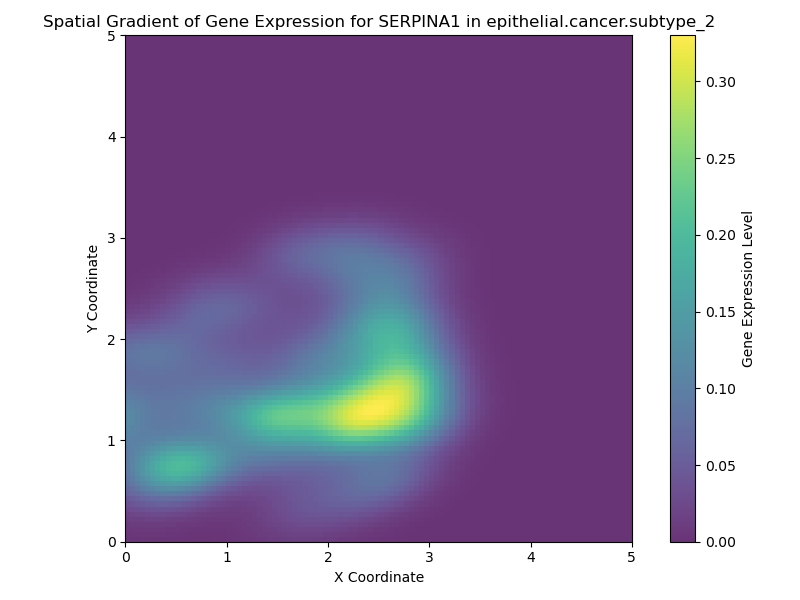 Spatial Gradient of Gene Expression for SERPINA1 in epithelial.cancer.subtype_2
5
4
3
2
1
0
Y Coordinate
0 1 2 3 4 5
X Coordinate
0.30
0.25
0.20
0.15
0.10
0.05
0.00
Gene Expression Level